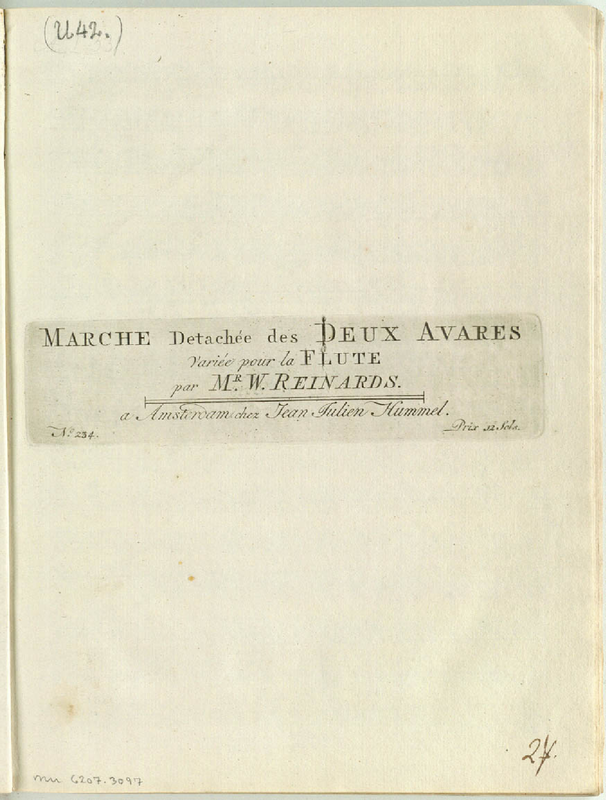 (U42.)
MARCHE Detachée des DEUX AVARES
Variée pour la FLUTE
par MR. W. REINARDS.
a Amsterdam chez Jean Julien Hummel.
No. 234.
Prix 12 Sols.
mu 6207.3097